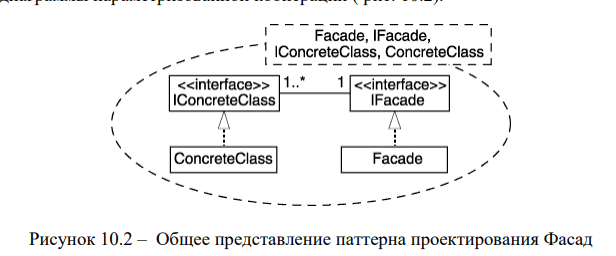 диаграммы параметризованной кооперации ( рис. 10.2).
Facade, IFacade,
IConcreteClass, ConcreteClass
<<interface>> 1..* 1 <<interface>>
IConcreteClass IFacade
ConcreteClass Facade
Рисунок 10.2 – Общее представление паттерна проектирования Фасад